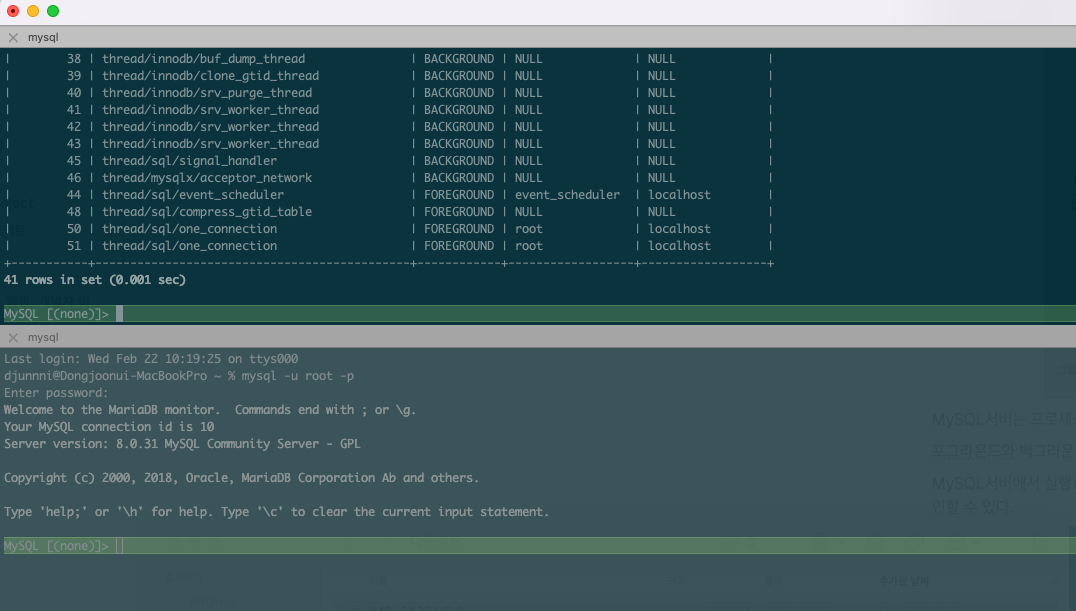 mysql
| 38 | thread/innodb/buf_dump_thread | BACKGROUND | NULL | NULL |
| 39 | thread/innodb/clone_gtid_thread | BACKGROUND | NULL | NULL |
| 40 | thread/innodb/srv_purge_thread | BACKGROUND | NULL | NULL |
| 41 | thread/innodb/srv_worker_thread | BACKGROUND | NULL | NULL |
| 42 | thread/innodb/srv_worker_thread | BACKGROUND | NULL | NULL |
| 43 | thread/innodb/srv_worker_thread | BACKGROUND | NULL | NULL |
| 45 | thread/sql/signal_handler | BACKGROUND | NULL | NULL |
| 46 | thread/mysqlx/acceptor_network | BACKGROUND | NULL | NULL |
| 44 | thread/sql/event_scheduler | FOREGROUND | event_scheduler | localhost |
| 48 | thread/sql/compress_gtid_table | FOREGROUND | NULL | NULL |
| 50 | thread/sql/one_connection | FOREGROUND | root | localhost |
| 51 | thread/sql/one_connection | FOREGROUND | root | localhost |
+------------+----------------------------------------------+------------+------------------+------------------+
41 rows in set (0.001 sec)
MySQL [(none)]>
mysql
Last login: Wed Feb 22 10:19:25 on ttys000
djunnni@Dongjoonui-MacBookPro ~ % mysql -u root -p
Enter password:
Welcome to the MariaDB monitor.  Commands end with ; or \g.
Your MySQL connection id is 10
Server version: 8.0.31 MySQL Community Server - GPL
Copyright (c) 2000, 2018, Oracle, MariaDB Corporation Ab and others.
Type 'help;' or '\h' for help. Type '\c' to clear the current input statement.
MySQL [(none)]>
MySQL서버는 프로세
포그라운드와 백그라운
MySQL서버에서 실행
인할 수 있다.
추가된 날짜